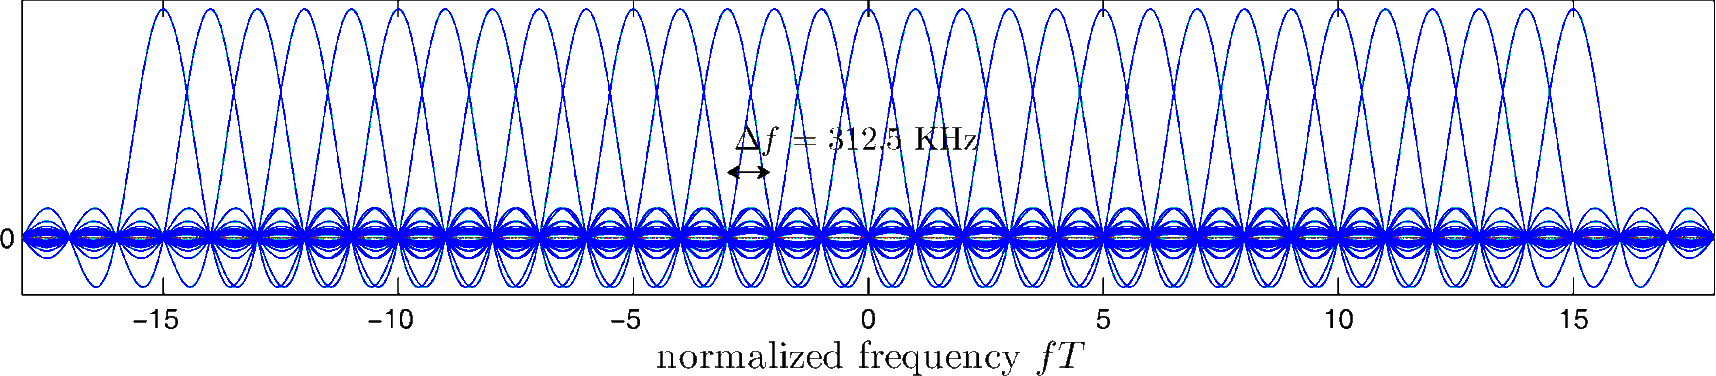 Δf = 312.5 KHz
0
−15 −10 −5 0 5 10 15
normalized frequency fT